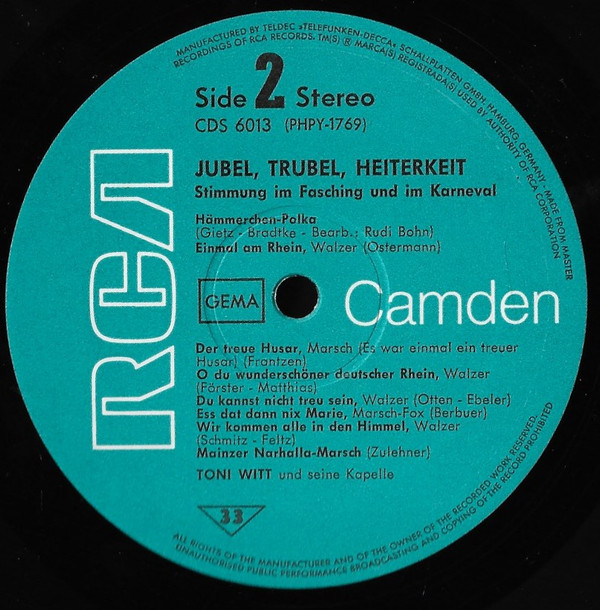 MANUFACTURED BY TELDEC »TELEFUNKEN-DECCA« SCHALLPLATTEN GMBH, HAMBURG, GERMANY · MADE FROM MASTER
RECORDINGS OF RCA RECORDS. TM(S) ® MARCA(S) REGISTRADA(S) USED BY AUTHORITY OF RCA CORPORATION
Side 2 Stereo
CDS 6013 (PHPY-1769)
JUBEL, TRUBEL, HEITERKEIT
Stimmung im Fasching und im Karneval
Hämmerchen-Polka
(Gietz - Bradtke - Bearb.: Rudi Bohn)
Einmal am Rhein, Walzer (Ostermann)
RCA
GEMA
Camden
Der treue Husar, Marsch (Es war einmal ein treuer
Husar) (Frantzen)
O du wunderschöner deutscher Rhein, Walzer
(Förster - Matthias)
Du kannst nicht treu sein, Walzer (Otten - Ebeler)
Ess dat dann nix Marie, Marsch-Fox (Berbuer)
Wir kommen alle in den Himmel, Walzer
(Schmitz - Feltz)
Mainzer Narhalla-Marsch (Zulehner)
TONI WITT und seine Kapelle
33
ALL RIGHTS OF THE MANUFACTURER AND OF THE OWNER OF THE RECORDED WORK RESERVED.
UNAUTHORISED PUBLIC PERFORMANCE BROADCASTING AND COPYING OF THE RECORD PROHIBITED